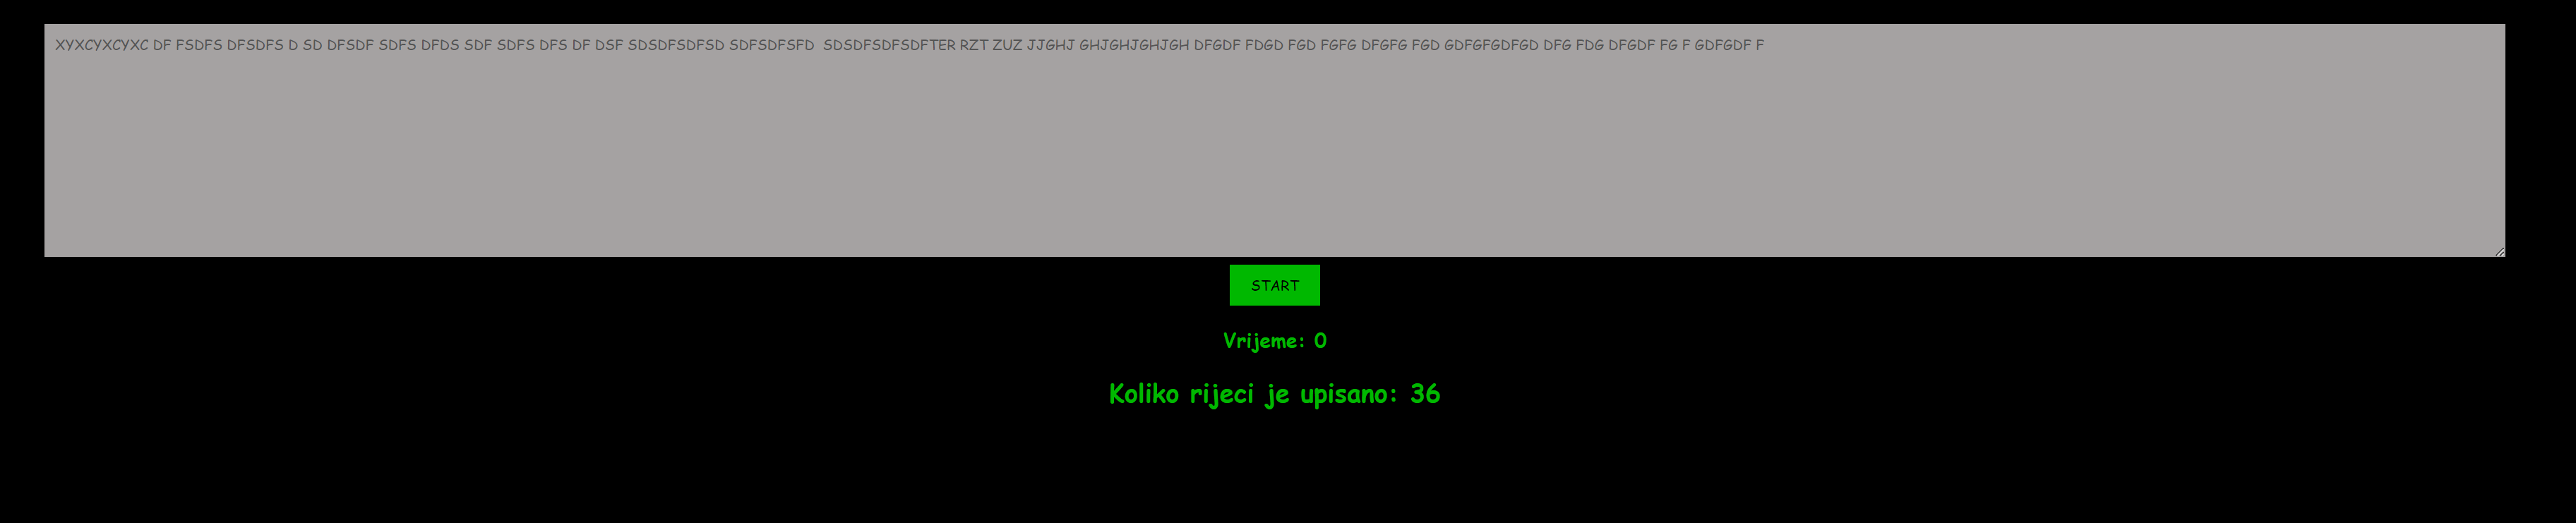 XYXCYXCYXC DF FSDFS DFSDFS D SD DFSDF SDFS DFDS SDF SDFS DFS DF DSF SDSDFSDFSD SDFSDFSFD  SDSDFSDFSDFTER RZT ZUZ JJGHJ GHJGHJGHJGH DFGDF FDGD FGD FGFG DFGFG FGD GDFGFGDFGD DFG FDG DFGDF FG F GDFGDF F
START
Vrijeme: 0
Koliko rijeci je upisano: 36